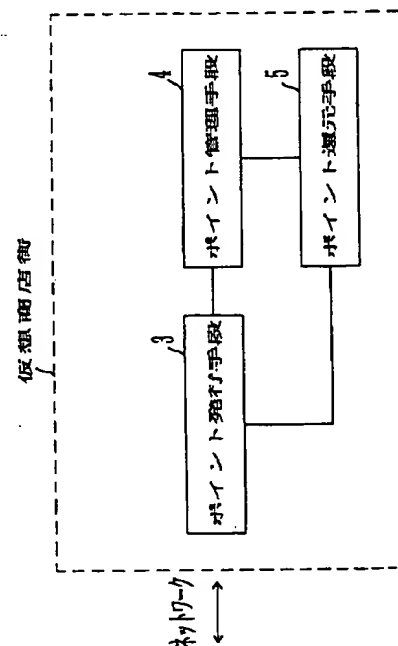 仮想商店街
ネットワーク
3
ポイント発行手段
4
ポイント管理手段
5
ポイント還元手段